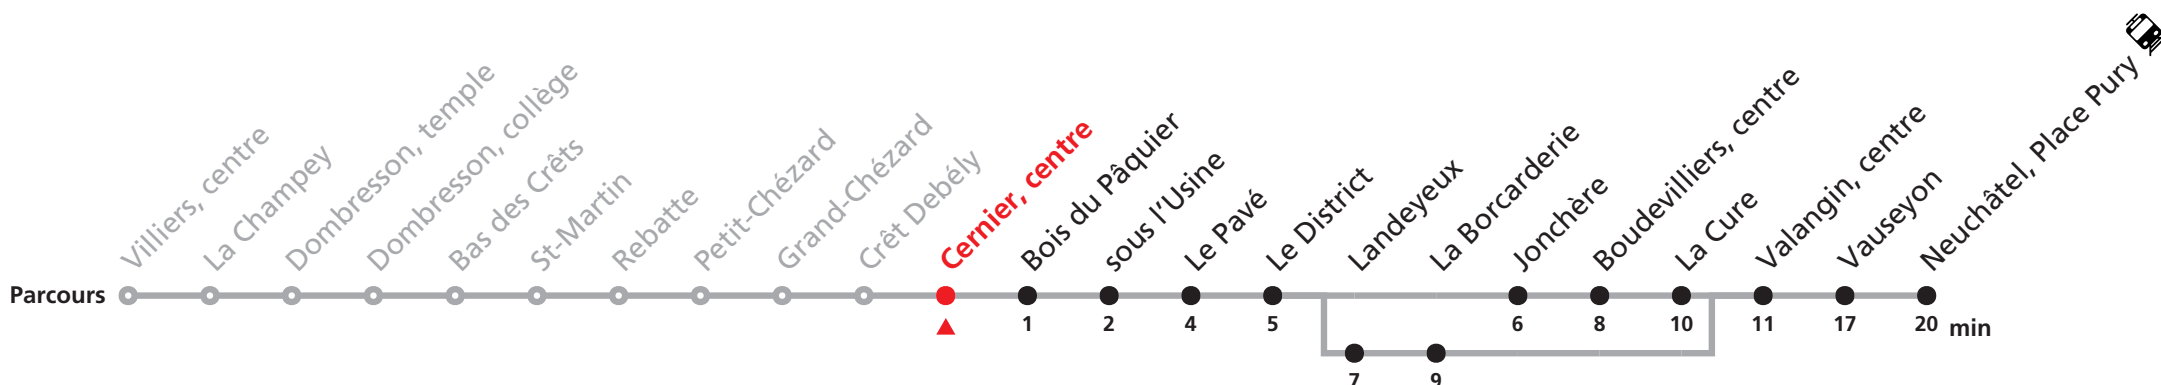 Villiers, centre
La Champey
Dombresson, temple
Dombresson, collège
Bas des Crêts
St-Martin
Rebatte
Petit-Chézard
Grand-Chézard
Crêt Debély
Cernier, centre
Bois du Pâquier
sous l'Usine
Le Pavé
Le District
Landeyeux
La Borcarderie
Jonchère
Boudevilliers, centre
La Cure
Valangin, centre
Vauseyon
Neuchâtel, Place Pury
Parcours
1 2 4 5 6 8 10 11 17 20 min
7 9